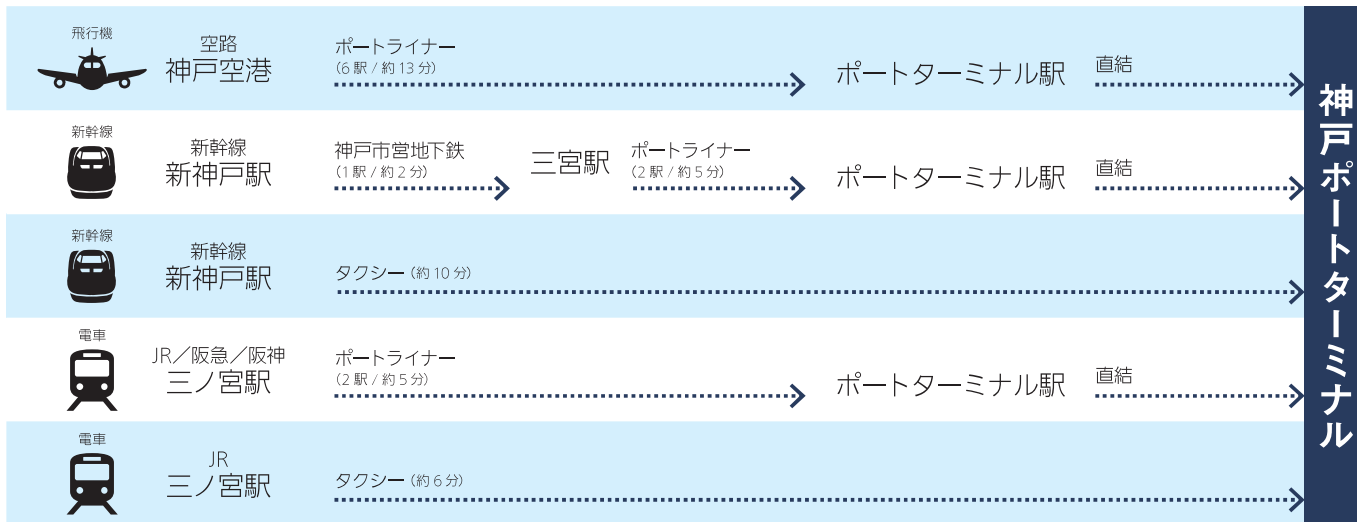 飛行機
空路
神戸空港
ポートライナー
(6駅/約13分)
ポートターミナル駅
直結
新幹線
新幹線
新神戸駅
神戸市営地下鉄
(1駅/約2分)
三宮駅
ポートライナー
(2駅/約5分)
ポートターミナル駅
直結
新幹線
新幹線
新神戸駅
タクシー(約10分)
電車
JR/阪急/阪神
三ノ宮駅
ポートライナー
(2駅/約5分)
ポートターミナル駅
直結
電車
JR
三ノ宮駅
タクシー(約6分)
神戸ポートターミナル